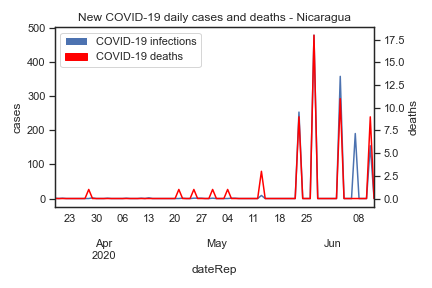 New COVID-19 daily cases and deaths - Nicaragua
COVID-19 infections
COVID-19 deaths
500
400
300
200
100
0
cases
17.5
15.0
12.5
10.0
7.5
5.0
2.5
0.0
deaths
23 30 06 13 20 27 04 11 18 25 08
Apr May Jun
2020
dateRep